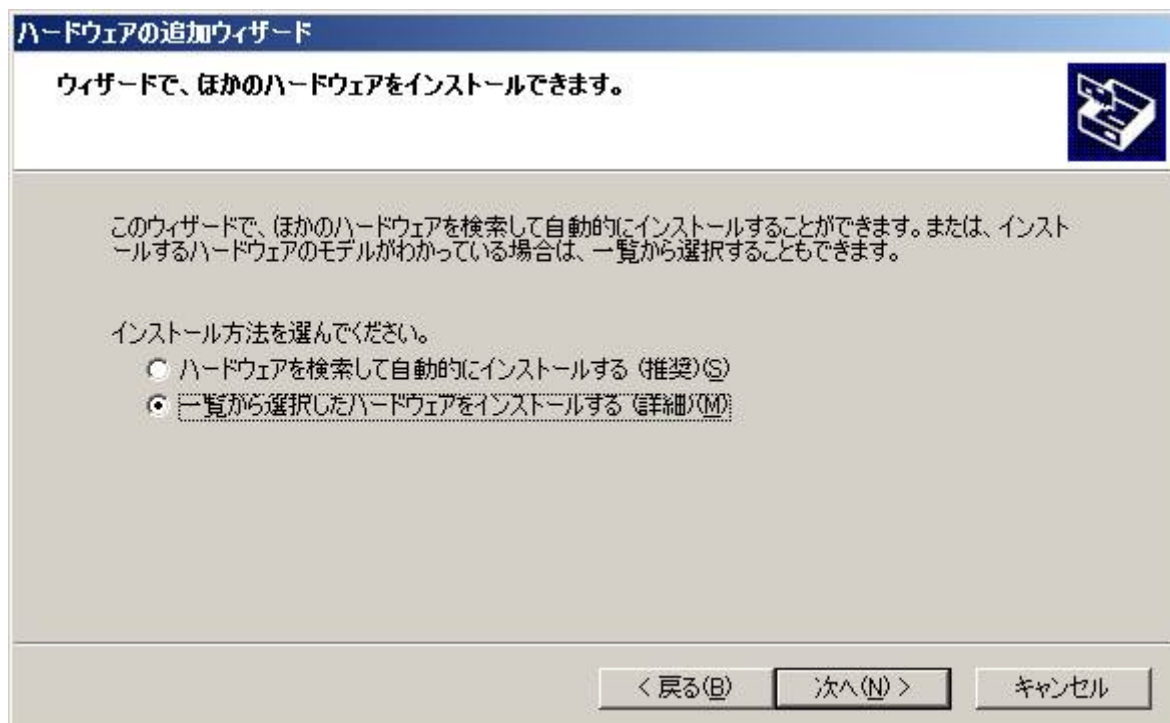 ハードウェアの追加ウィザード
ウィザードで、ほかのハードウェアをインストールできます。
このウィザードで、ほかのハードウェアを検索して自動的にインストールすることができます。または、インスト
ールするハードウェアのモデルがわかっている場合は、一覧から選択することもできます。
インストール方法を選んでください。
ハードウェアを検索して自動的にインストールする (推奨)(S)
一覧から選択したハードウェアをインストールする (詳細)(M)
< 戻る(B) 次へ(N) > キャンセル